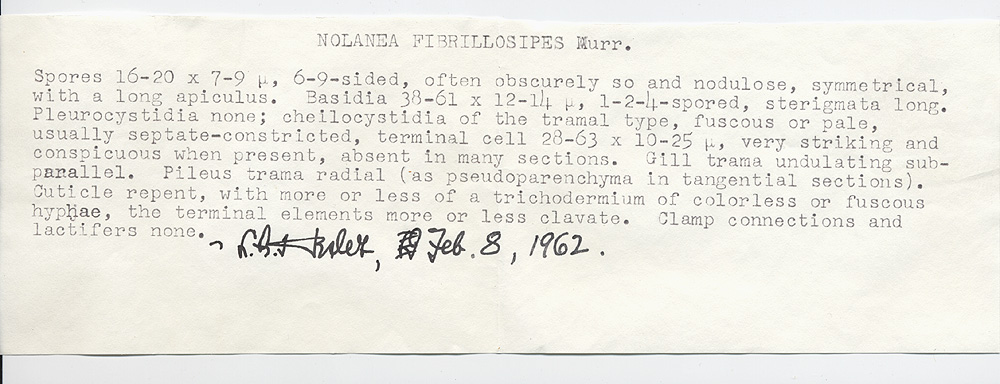 NOLANEA FIBRILLOSIPES Murr.
Spores 16-20 x 7-9 µ, 6-9-sided, often obscurely so and nodulose, symmetrical,
with a long apiculus. Basidia 38-61 x 12-14 µ, 1-2-4-spored, sterigmata long.
Pleurocystidia none; cheilocystidia of the tramal type, fuscous or pale,
usually septate-constricted, terminal cell 28-63 x 10-25 µ, very striking and
conspicuous when present, absent in many sections. Gill trama undulating sub-
parallel. Pileus trama radial (as pseudoparenchyma in tangential sections).
Cuticle repent, with more or less of a trichodermium of colorless or fuscous
hyphae, the terminal elements more or less clavate. Clamp connections and
lactifers none. ~ L.R. Hesler, Feb. 8, 1962.